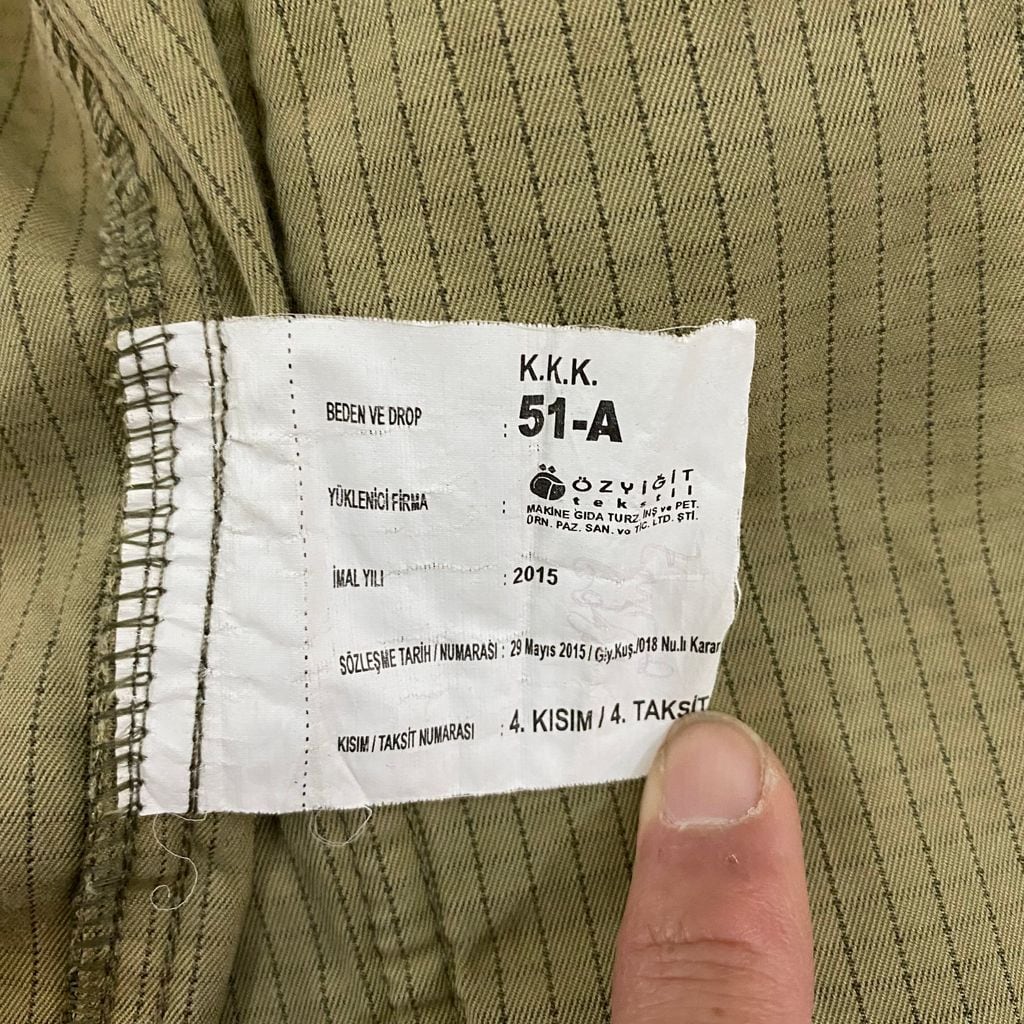 K.K.K.
BEDEN VE DROP : 51-A
YÜKLENİCİ FİRMA : ÖZYİĞİT
tekstil
MAKİNE GIDA TURZ. İNŞ ve PET.
ORN. PAZ. SAN. ve TİC. LTD. ŞTİ.
İMAL YILI : 2015
SÖZLEŞME TARİH / NUMARASI : 29 Mayıs 2015 / Giy.Kuş./018 Nu.lı Karar
KISIM / TAKSİT NUMARASI : 4. KISIM / 4. TAKSİT